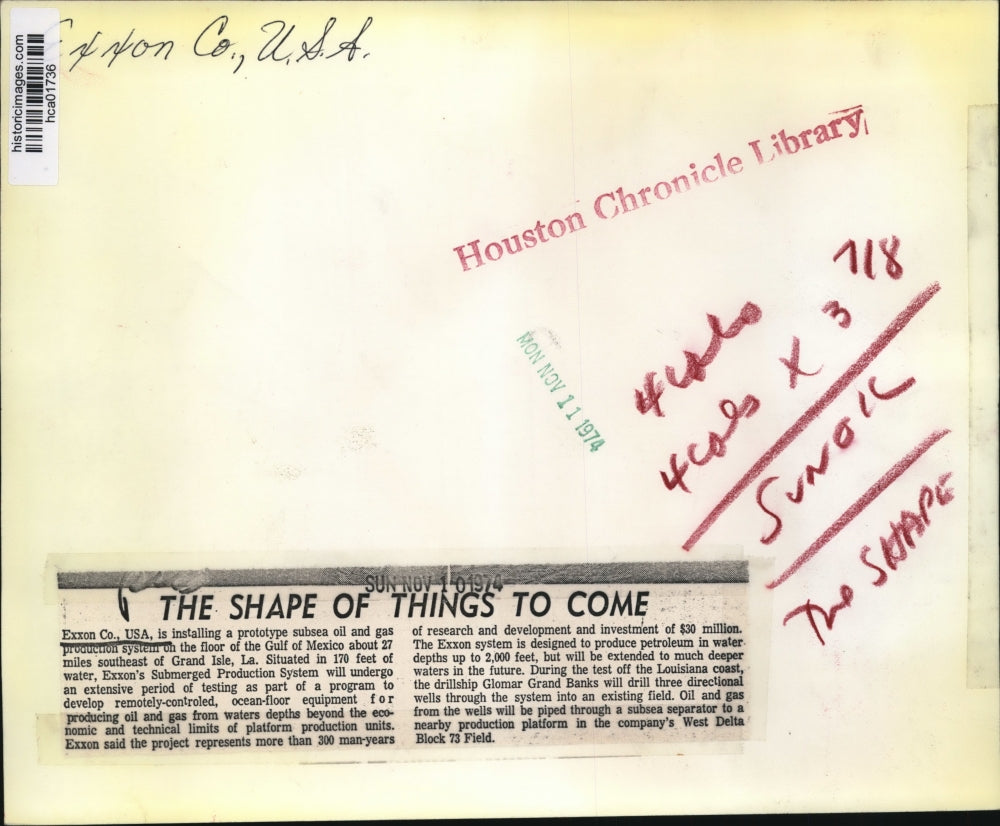 Exxon Co., U.S.A.
historicimages.com
hca01736
Houston Chronicle Library
MON NOV 11 1974
4 cols
4 cols x 3 7/8
SUN OIL
The SHAPE
SUN NOV 10 1974
THE SHAPE OF THINGS TO COME
Exxon Co., USA, is installing a prototype subsea oil and gas
production system on the floor of the Gulf of Mexico about 27
miles southeast of Grand Isle, La. Situated in 170 feet of
water, Exxon's Submerged Production System will undergo
an extensive period of testing as part of a program to
develop remotely-controled, ocean-floor equipment for
producing oil and gas from waters depths beyond the eco-
nomic and technical limits of platform production units.
Exxon said the project represents more than 300 man-years
of research and development and investment of $30 million.
The Exxon system is designed to produce petroleum in water
depths up to 2,000 feet, but will be extended to much deeper
waters in the future. During the test off the Louisiana coast,
the drillship Glomar Grand Banks will drill three directional
wells through the system into an existing field. Oil and gas
from the wells will be piped through a subsea separator to a
nearby production platform in the company's West Delta
Block 73 Field.